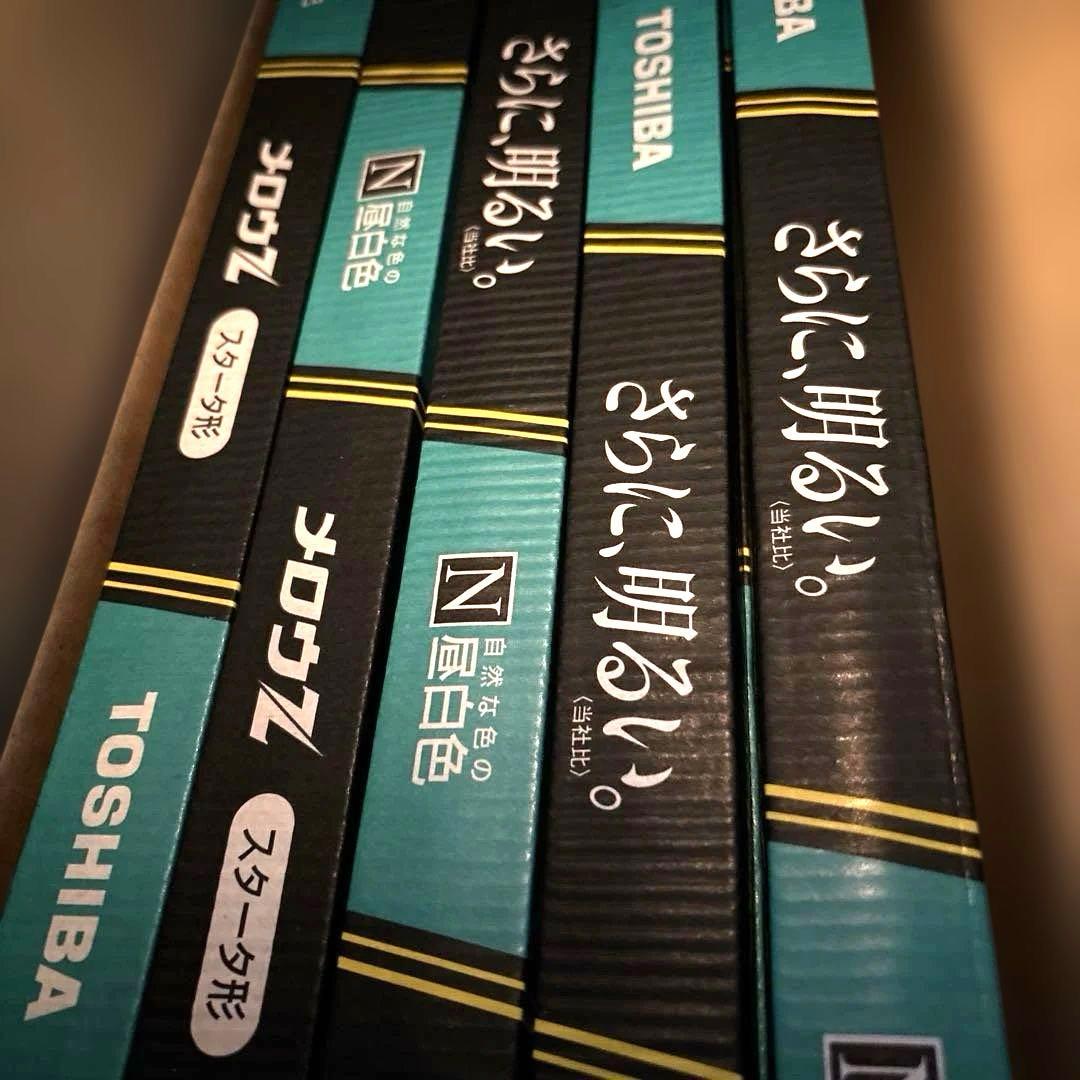 メロウZ
スタータ形
TOSHIBA
N
自然な色の
昼白色
メロウZ
スタータ形
さらに、明るい。
〈当社比〉
N
自然な色の
昼白色
TOSHIBA
さらに、明るい。
〈当社比〉
BA
さらに、明るい。
〈当社比〉